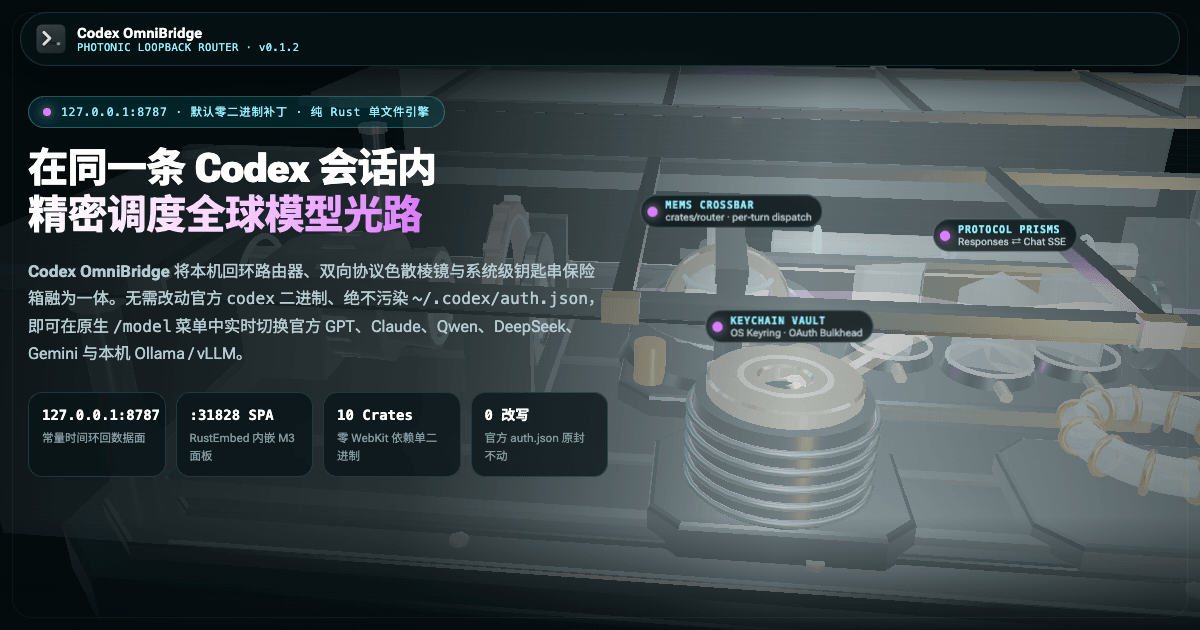 Codex OmniBridge
PHOTONIC LOOPBACK ROUTER · v0.1.2
127.0.0.1:8787 · 默认零二进制补丁 · 纯 Rust 单文件引擎
在同一条 Codex 会话内
精密调度全球模型光路
Codex OmniBridge 将本机回环路由器、双向协议色散棱镜与系统级钥匙串保险
箱融为一体。无需改动官方 codex 二进制、绝不污染 ~/.codex/auth.json，
即可在原生 /model 菜单中实时切换官方 GPT、Claude、Qwen、DeepSeek、
Gemini 与本机 Ollama / vLLM。
127.0.0.1:8787
常量时间环回数据面
:31828 SPA
RustEmbed 内嵌 M3
面板
10 Crates
零 WebKit 依赖单二
进制
0 改写
官方 auth.json 原封
不动
MEMS CROSSBAR
crates/router · per-turn dispatch
PROTOCOL PRISMS
Responses ⇄ Chat SSE
KEYCHAIN VAULT
OS Keyring · OAuth Bulkhead